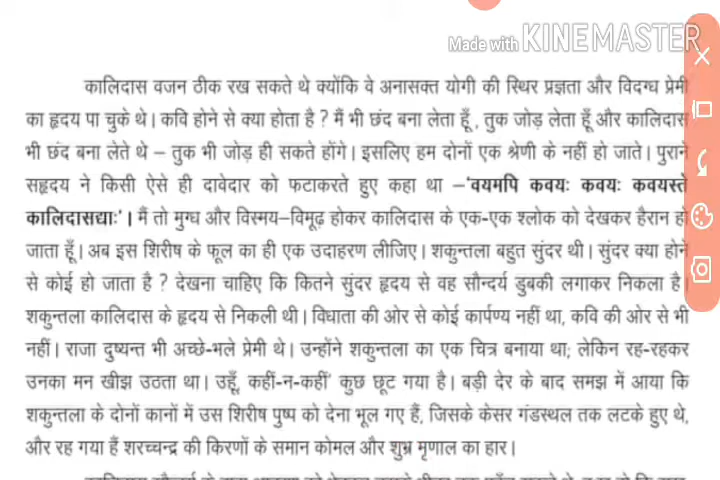 Made with KINEMASTER
कालिदास वजन ठीक रख सकते थे क्योंकि वे अनासक्त योगी की स्थिर प्रज्ञता और विदग्ध प्रेमी
का हृदय पा चुके थे। कवि होने से क्या होता है ? मैं भी छंद बना लेता हूँ , तुक जोड़ लेता हूँ और कालिदास
भी छंद बना लेते थे – तुक भी जोड़ ही सकते होंगे। इसलिए हम दोनों एक श्रेणी के नहीं हो जाते। पुराने
सहृदय ने किसी ऐसे ही दावेदार को फटाकरते हुए कहा था –'वयमपि कवयः कवयः कवयस्ते
कालिदासद्याः'। मैं तो मुग्ध और विस्मय–विमूढ़ होकर कालिदास के एक-एक श्लोक को देखकर हैरान हो
जाता हूँ। अब इस शिरीष के फूल का ही एक उदाहरण लीजिए। शकुन्तला बहुत सुंदर थी। सुंदर क्या होने
से कोई हो जाता है ? देखना चाहिए कि कितने सुंदर हृदय से वह सौन्दर्य डुबकी लगाकर निकला है।
शकुन्तला कालिदास के हृदय से निकली थी। विधाता की ओर से कोई कार्पण्य नहीं था, कवि की ओर से भी
नहीं। राजा दुष्यन्त भी अच्छे-भले प्रेमी थे। उन्होंने शकुन्तला का एक चित्र बनाया था; लेकिन रह-रहकर
उनका मन खीझ उठता था। उहूँ, कहीं-न-कहीं कुछ छूट गया है। बड़ी देर के बाद समझ में आया कि
शकुन्तला के दोनों कानों में उस शिरीष पुष्प को देना भूल गए हैं, जिसके केसर गंडस्थल तक लटके हुए थे,
और रह गया हैं शरच्चन्द्र की किरणों के समान कोमल और शुभ्र मृणाल का हार।